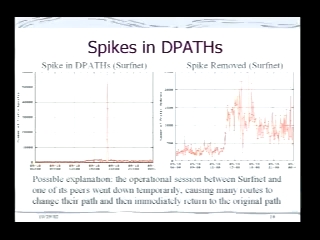 Spikes in DPATHs
Spike in DPATHs (Surfnet)
Spike Removed (Surfnet)
Possible explanation: the operational session between Surfnet and
one of its peers went down temporarily, causing many routes to
change their path and then immediately return to the original path